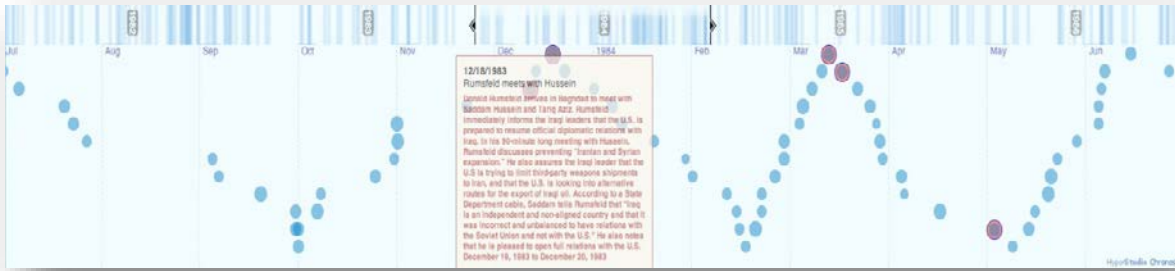 Jul Aug Sep Oct Nov Dec 1984 Feb Mar Apr May Jun
12/18/1983
Rumsfeld meets with Hussein
Donald Rumsfeld arrives in Baghdad to meet with
Saddam Hussein and Tariq Aziz. Rumsfeld
immediately informs the Iraqi leaders that the U.S. is
prepared to resume official diplomatic relations with
Iraq. In his 90-minute long meeting with Hussein,
Rumsfeld discusses preventing "Iranian and Syrian
expansion." He also assures the Iraqi leader that the
U.S is trying to limit third-party weapons shipments
to Iran, and that the U.S. is looking into alternative
routes for the export of Iraqi oil. According to a State
Department cable, Saddam tells Rumsfeld that "Iraq
is an independent and non-aligned country and that it
was incorrect and unbalanced to have relations with
the Soviet Union and not with the U.S." He also notes
that he is pleased to open full relations with the U.S.
December 18, 1983 to December 20, 1983
HypoStudio